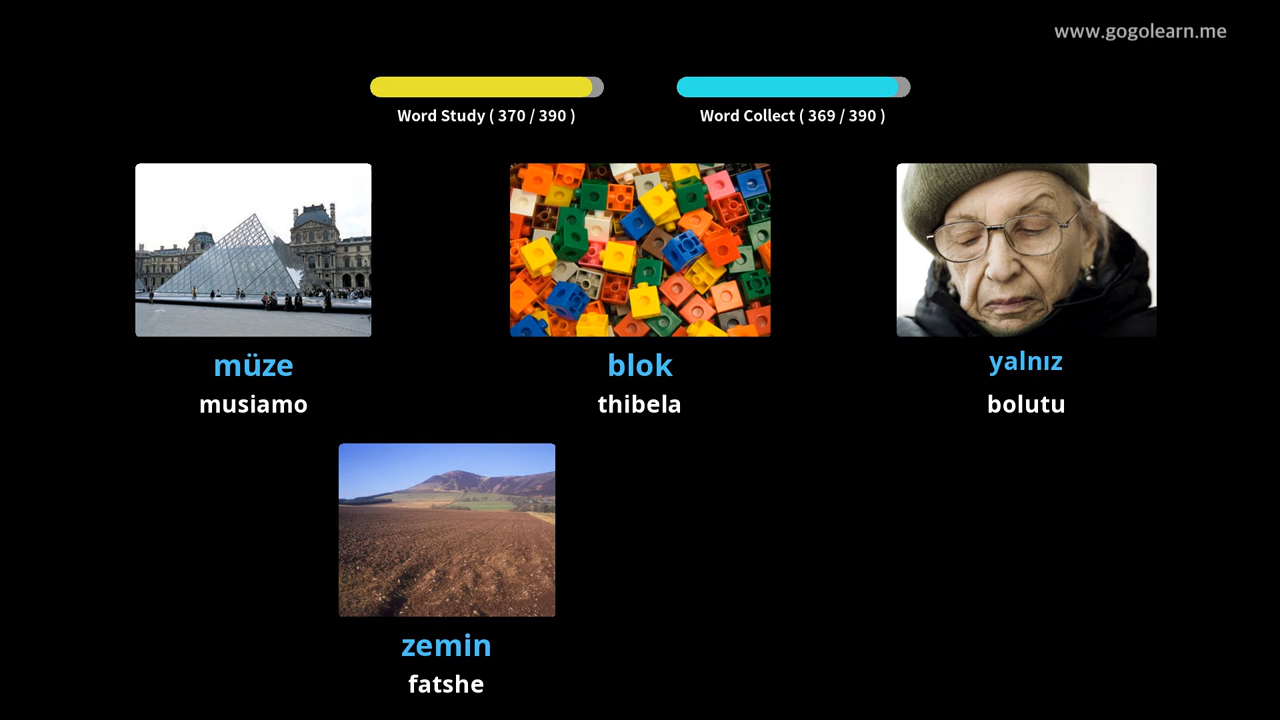 www.gogolearn.me
Word Study ( 370 / 390 )
Word Collect ( 369 / 390 )
müze
blok
yalnız
musiamo
thibela
bolutu
zemin
fatshe